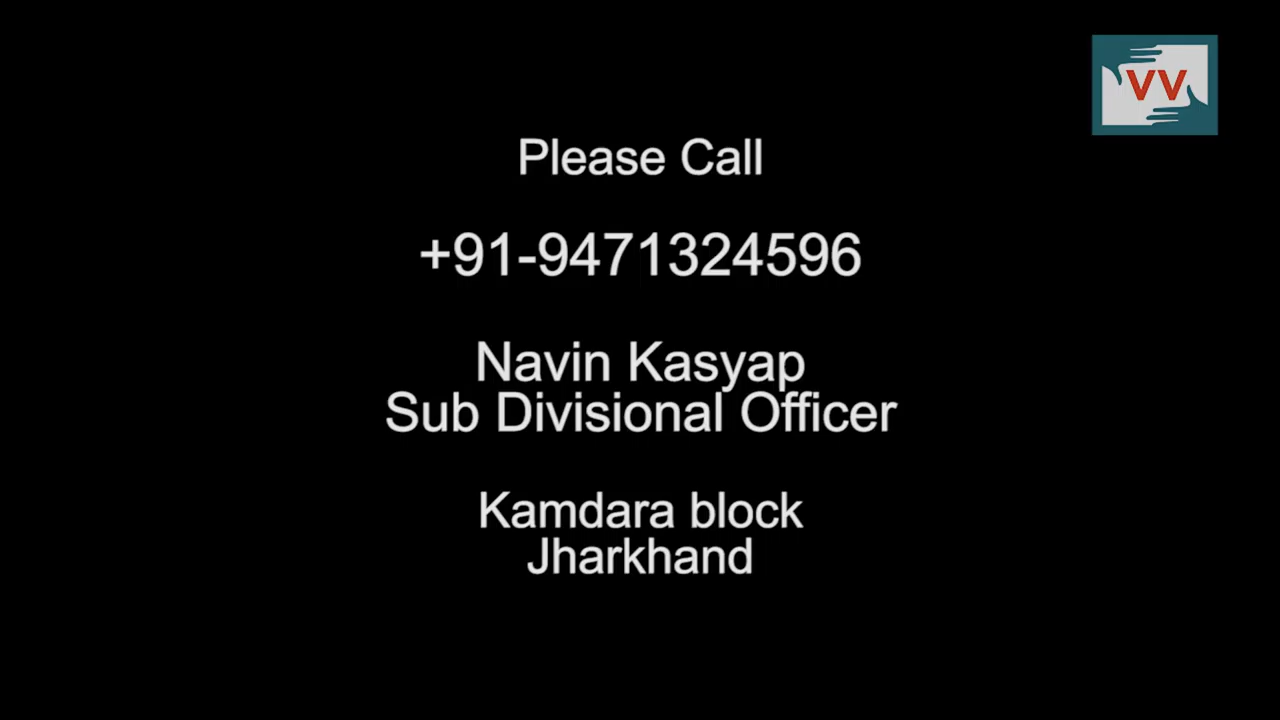 VV
Please Call
+91-9471324596
Navin Kasyap
Sub Divisional Officer
Kamdara block
Jharkhand